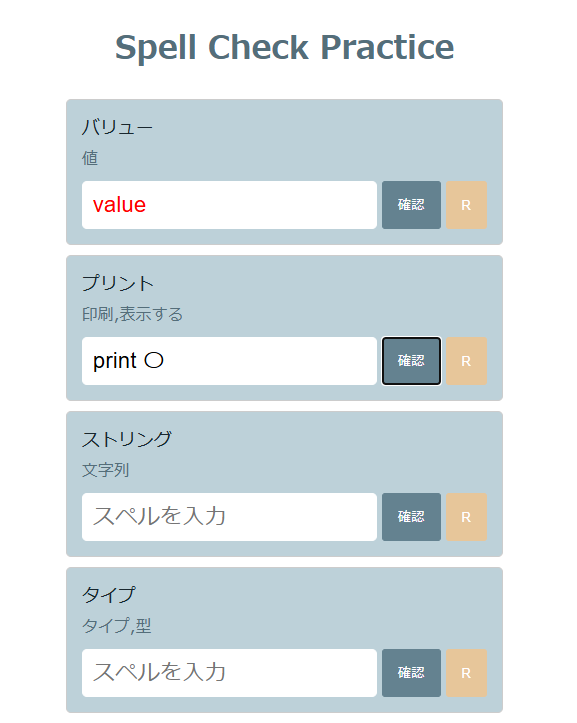 Spell Check Practice
バリュー
値
value 確認 R
プリント
印刷,表示する
print 〇 確認 R
ストリング
文字列
スペルを入力 確認 R
タイプ
タイプ,型
スペルを入力 確認 R